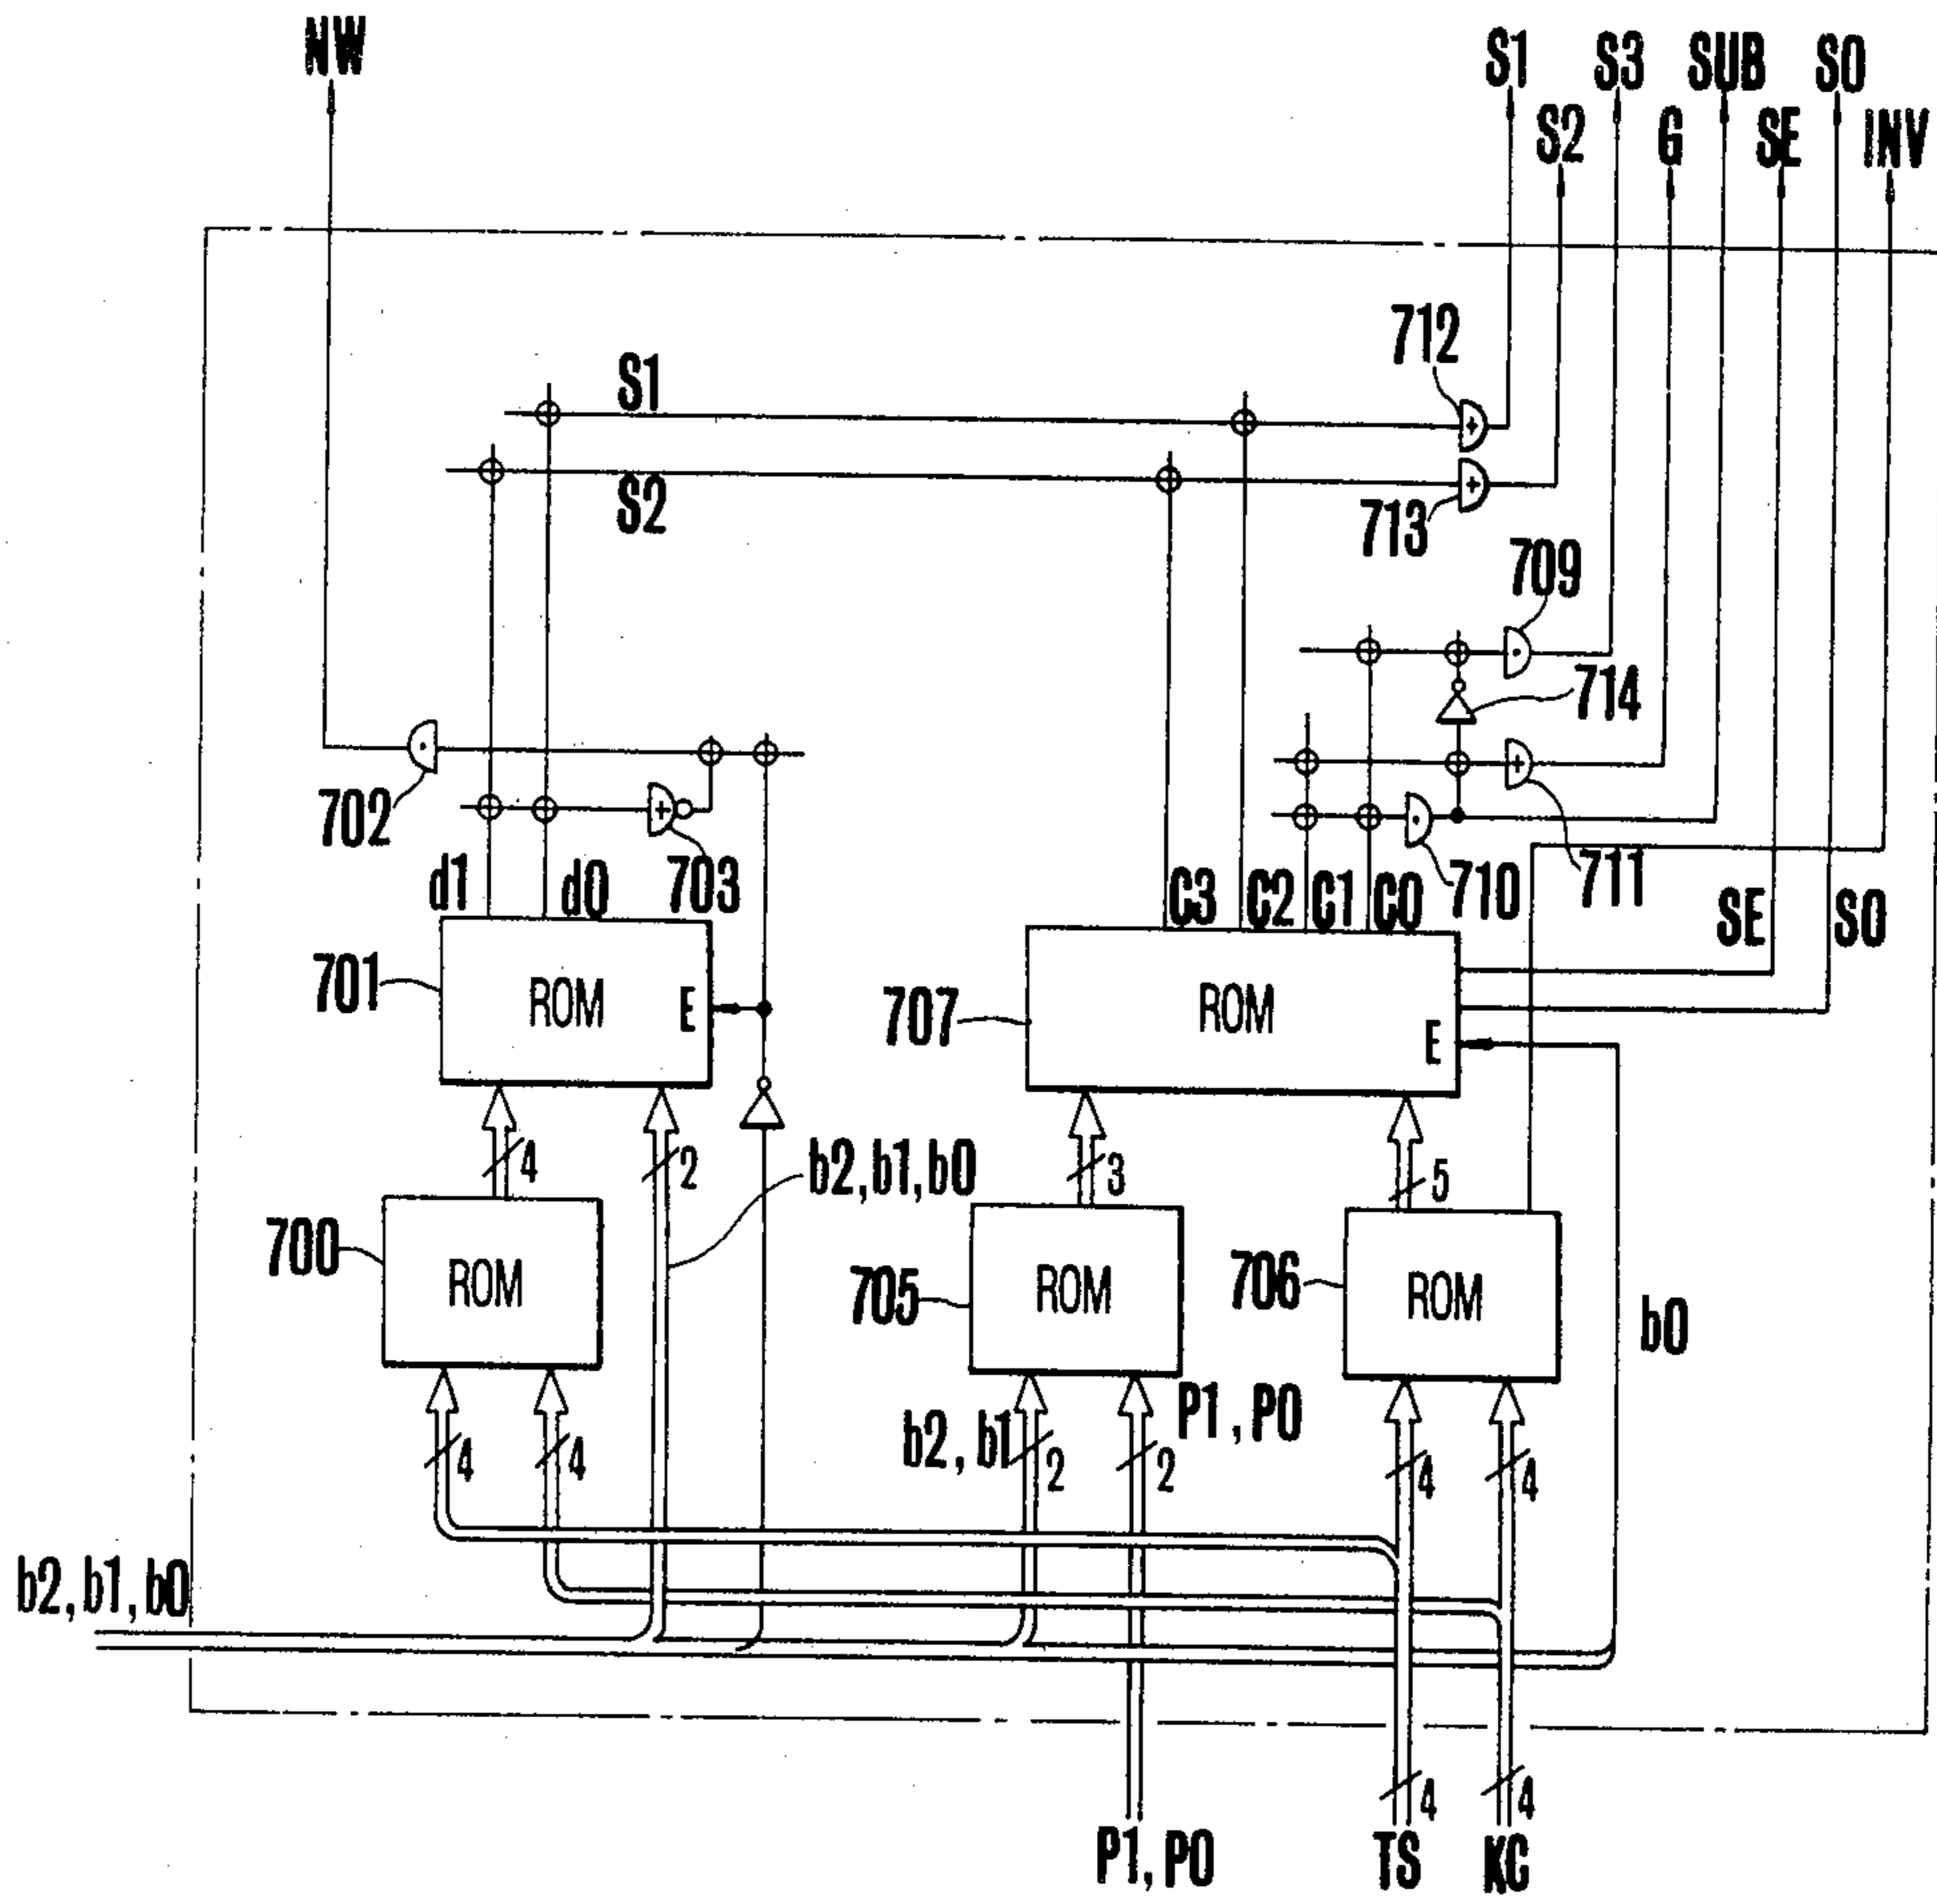 NW
S1 S3 SUB SO
S2 G SE INV
712
S1
S2
713
709
714
702
703
710 711
d1 d0
C3 C2 C1 C0
SE SO
701
ROM
E
707
ROM
E
4
2
b2, b1, b0
3
5
700
ROM
705
ROM
706
ROM
b0
P1, P0
b2, b1
4
4
2
2
4
4
b2, b1, b0
4
4
P1, P0
TS
KC